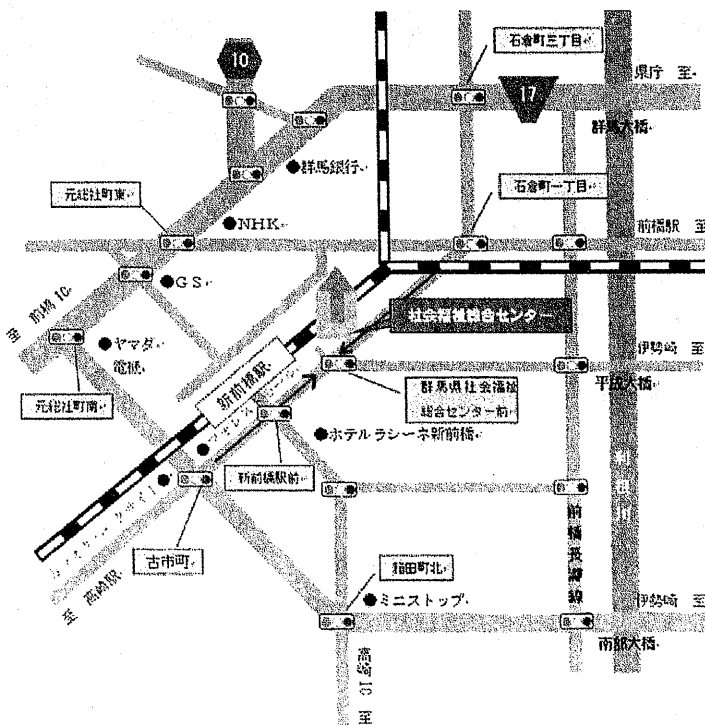 石倉町三丁目
10
17
県庁 至
群馬大橋
群馬銀行
元総社町東
NHK
石倉町一丁目
前橋駅 至
GS
至 前橋IC
社会福祉総合センター
ヤマダ
電機
新前橋駅
伊勢崎 至
平成大橋
群馬県社会福祉
総合センター前
元総社町南
ホテルラシーネ新前橋
新前橋駅前
利根川
前橋長瀞線
古市町
至 高崎駅
箱田町北
ミニストップ
伊勢崎 至
南部大橋
高崎IC 至